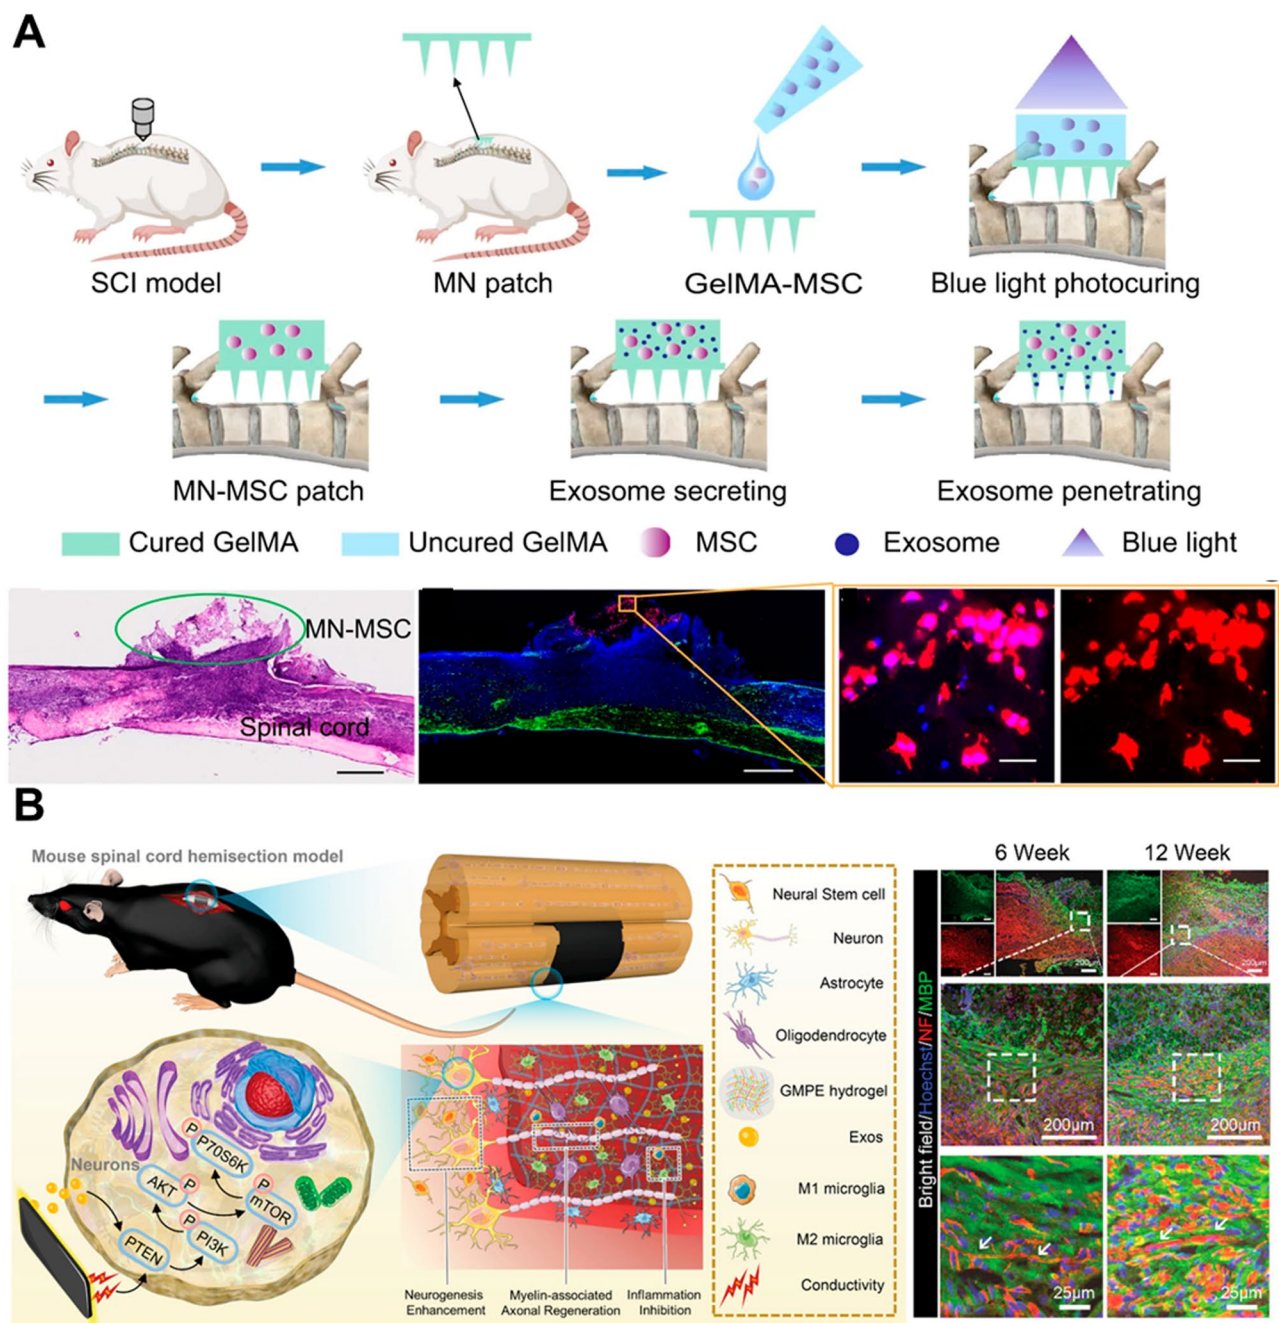 A
SCI model
MN patch
GelMA-MSC
Blue light photocuring
MN-MSC patch
Exosome secreting
Exosome penetrating
Cured GelMA
Uncured GelMA
MSC
Exosome
Blue light
MN-MSC
Spinal cord
B
Mouse spinal cord hemisection model
Neurons
P
P70S6K
AKT
P
P
mTOR
P
PI3K
PTEN
Neurogenesis
Enhancement
Myelin-associated
Axonal Regeneration
Inflammation
Inhibition
Neural Stem cell
Neuron
Astrocyte
Oligodendrocyte
GMPE hydrogel
Exos
M1 microglia
M2 microglia
Conductivity
6 Week
12 Week
Bright field/Hoechst/NF/MBP
200µm
200µm
200µm
200µm
25µm
25µm